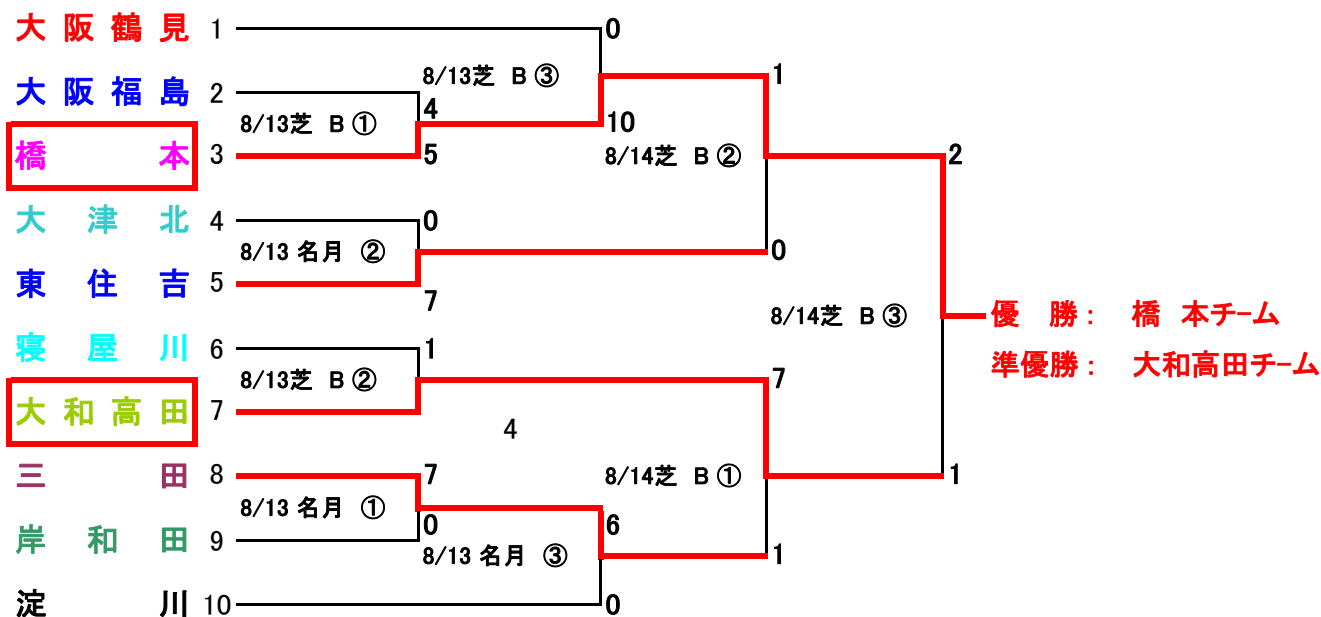 大阪鶴見 1 0
8/13芝 B ③ 1
大阪福島 2 4
8/13芝 B ① 10
橋本 3 5 8/14芝 B ② 2
大津北 4 0
8/13 名月 ② 0
東住吉 5 7
8/14芝 B ③ 優勝： 橋本チーム
寝屋川 6 1
準優勝： 大和高田チーム
8/13芝 B ② 7
大和高田 7
4
三田 8 7 8/14芝 B ① 1
8/13 名月 ① 0 6
岸和田 9
8/13 名月 ③ 1
淀川 10 0